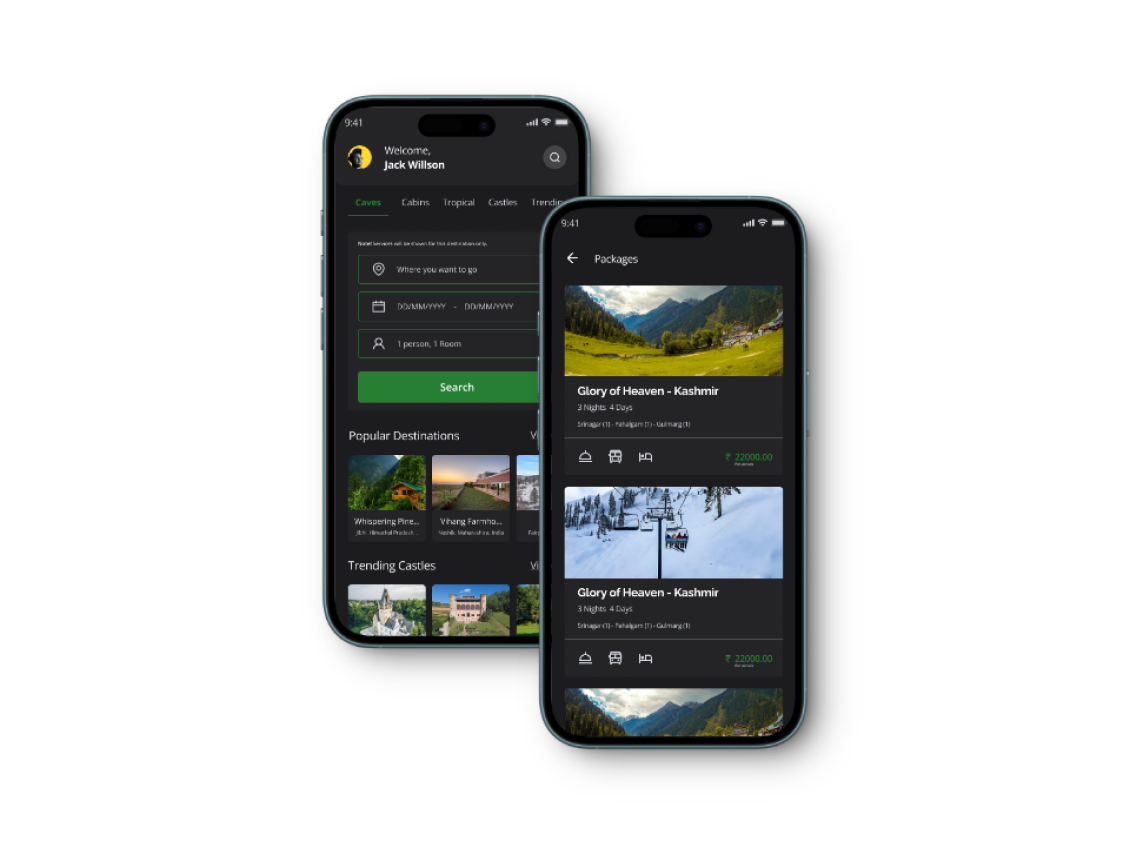 9:41
Welcome,
Jack Willson
Caves Cabins Tropical Castles Trending
Note! Services will be shown for this destination only.
Where you want to go
DD/MM/YYYY - DD/MM/YYYY
1 person, 1 Room
Search
Popular Destinations Vi
Whispering Pine... Vihang Farmho...
Jibhi, Himachal Pradesh... Nashik, Maharashtra, India
Trending Castles Vi
9:41
Packages
Glory of Heaven - Kashmir
3 Nights 4 Days
Srinagar (1) - Pahalgam (1) - Gulmarg (1)
₹ 22000.00
Per person
Glory of Heaven - Kashmir
3 Nights 4 Days
Srinagar (1) - Pahalgam (1) - Gulmarg (1)
₹ 22000.00
Per person